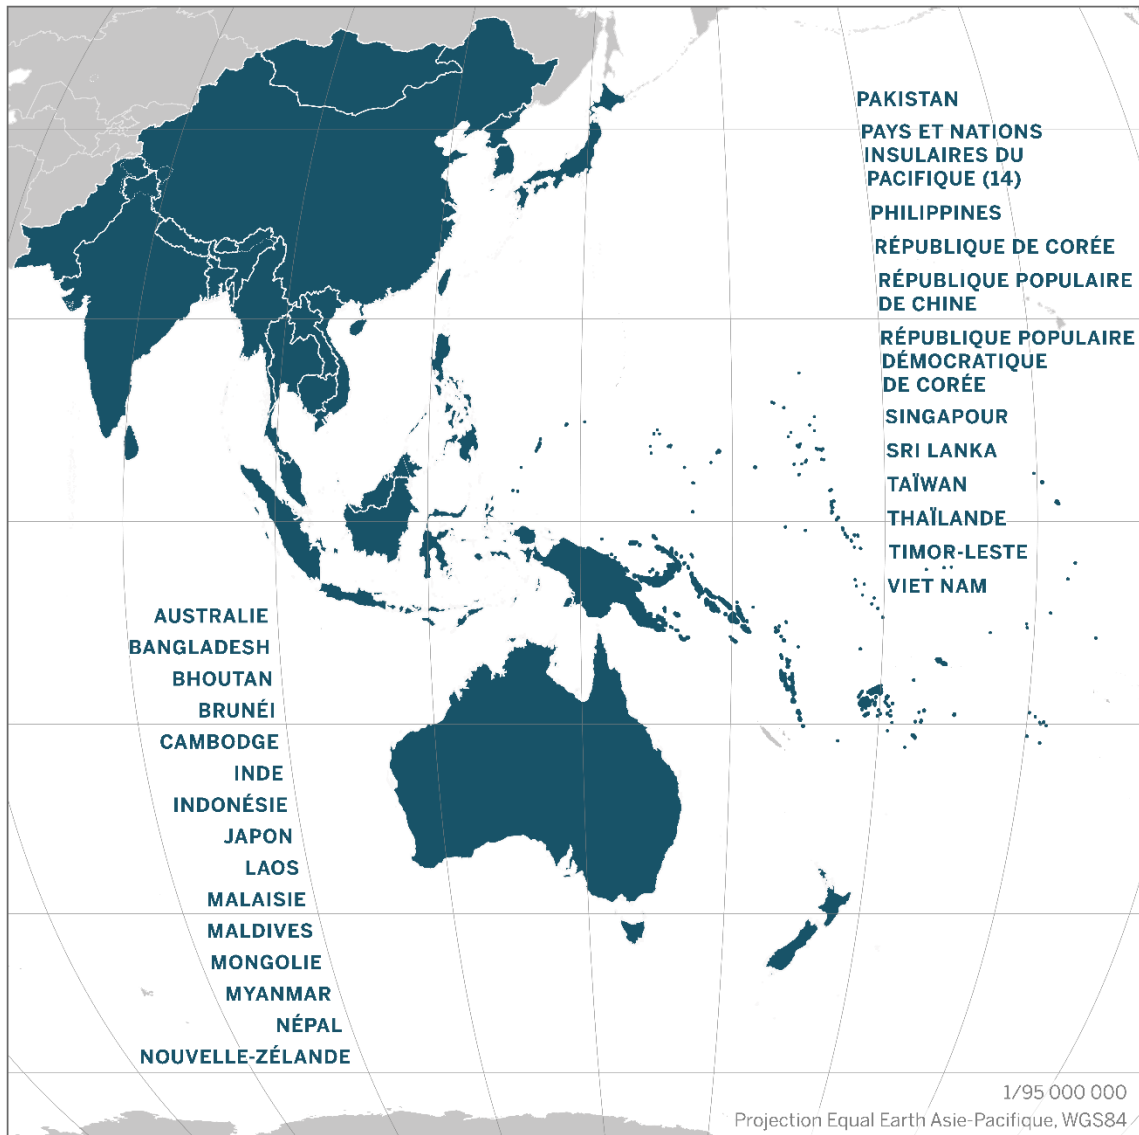 PAKISTAN
PAYS ET NATIONS
INSULAIRES DU
PACIFIQUE (14)
PHILIPPINES
RÉPUBLIQUE DE CORÉE
RÉPUBLIQUE POPULAIRE
DE CHINE
RÉPUBLIQUE POPULAIRE
DÉMOCRATIQUE
DE CORÉE
SINGAPOUR
SRI LANKA
TAÏWAN
THAÏLANDE
TIMOR-LESTE
VIET NAM
AUSTRALIE
BANGLADESH
BHOUTAN
BRUNÉI
CAMBODGE
INDE
INDONÉSIE
JAPON
LAOS
MALAISIE
MALDIVES
MONGOLIE
MYANMAR
NÉPAL
NOUVELLE-ZÉLANDE
1/95 000 000
Projection Equal Earth Asie-Pacifique, WGS84